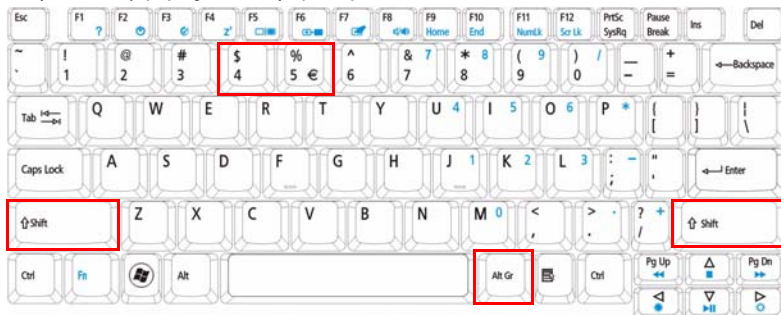 Esc F1 ? F2 F3 F4 Zz F5 F6 F7 F8 F9 Home F10 End F11 NumLk F12 Scr Lk PrtSc SysRq Pause Break Ins Del
~ ` ! 1 @ 2 # 3 $ 4 % 5 € ^ 6 & 7 7 * 8 8 ( 9 9 ) 0 / _ - + = Backspace
Tab Q W E R T Y U 4 I 5 O 6 P * { [ } ] | \
Caps Lock A S D F G H J 1 K 2 L 3 : ; - " ' Enter
Shift Z X C V B N M 0 < , > . . ? / + Shift
Ctrl Fn Alt Alt Gr Ctrl Pg Up Pg Dn